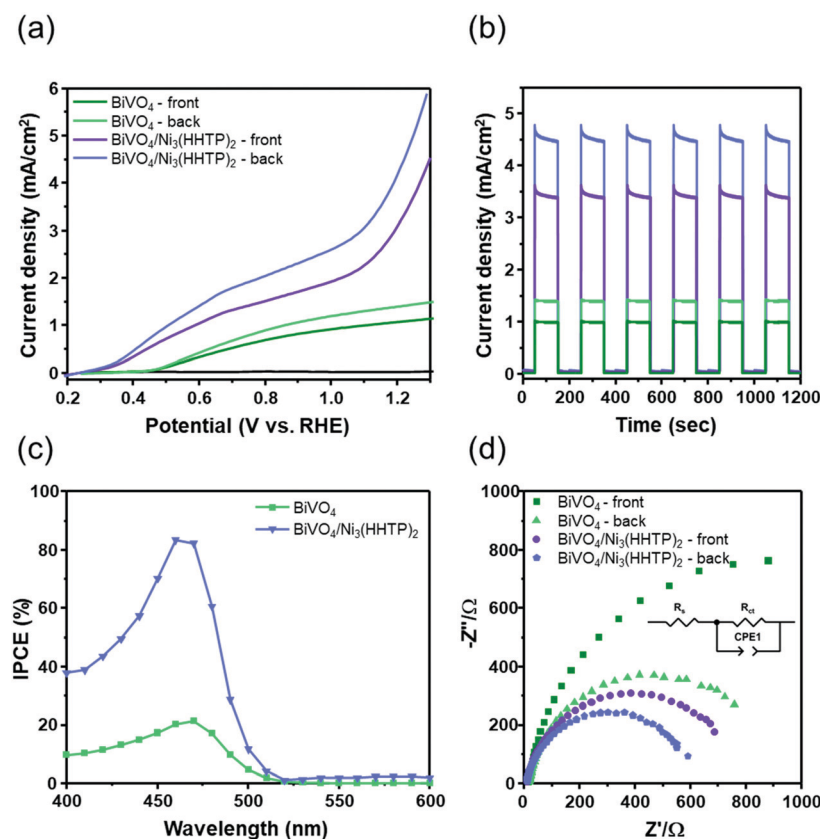 (a)
6
5
4
3
2
1
0
0.2 0.4 0.6 0.8 1.0 1.2
Current density (mA/cm²)
Potential (V vs. RHE)
BiVO₄ - front
BiVO₄ - back
BiVO₄/Ni₃(HHTP)₂ - front
BiVO₄/Ni₃(HHTP)₂ - back
(b)
5
4
3
2
1
0
0 200 400 600 800 1000 1200
Current density (mA/cm²)
Time (sec)
(c)
100
80
60
40
20
0
400 450 500 550 600
IPCE (%)
Wavelength (nm)
BiVO₄
BiVO₄/Ni₃(HHTP)₂
(d)
1000
800
600
400
200
0
0 200 400 600 800 1000
-Z"/Ω
Z'/Ω
BiVO₄ - front
BiVO₄ - back
BiVO₄/Ni₃(HHTP)₂ - front
BiVO₄/Ni₃(HHTP)₂ - back
Rₛ Rct
CPE1